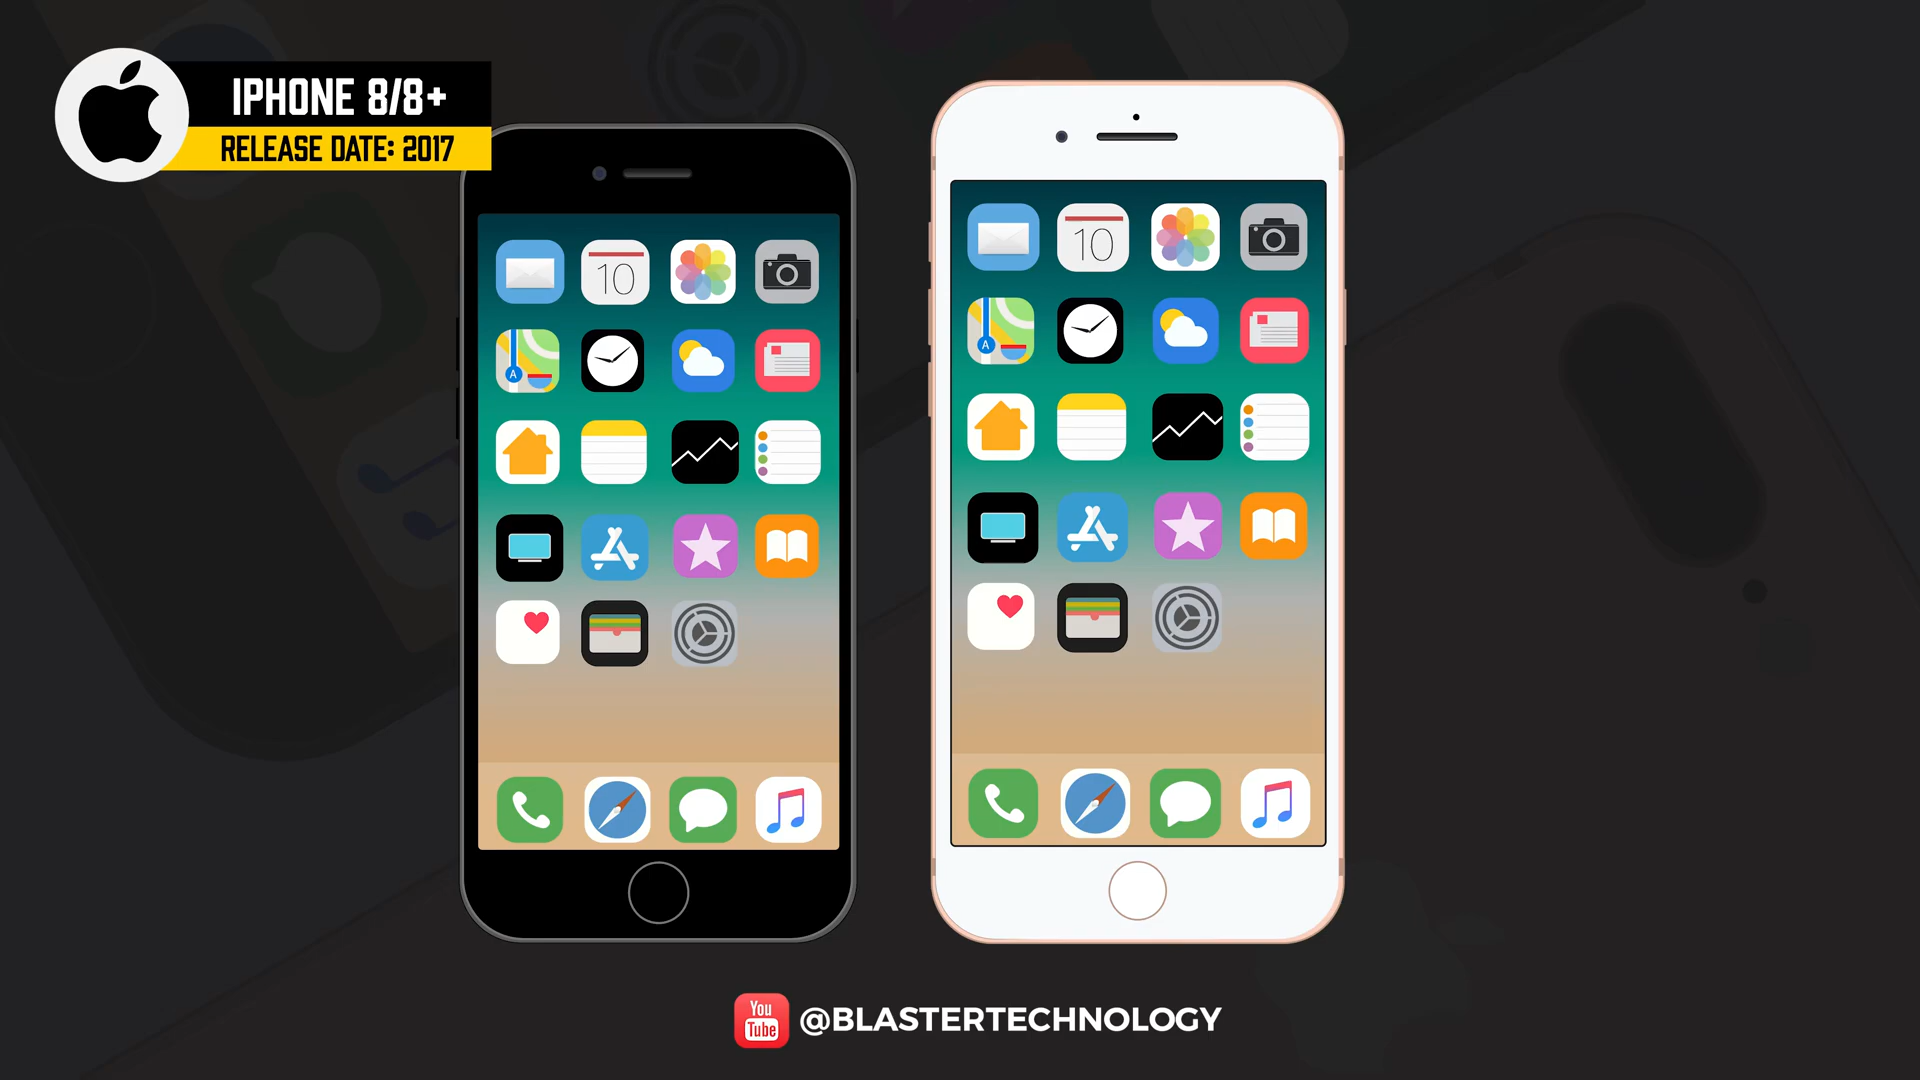 IPHONE 8/8+
RELEASE DATE: 2017
10
10
A
A
You
Tube
@BLASTERTECHNOLOGY